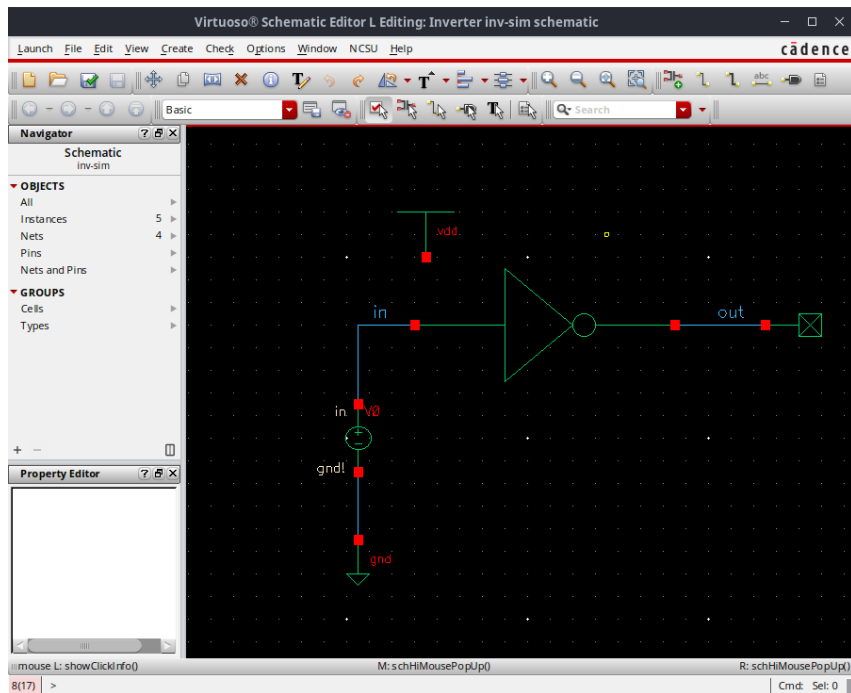 Virtuoso® Schematic Editor L Editing: Inverter inv-sim schematic
Launch File Edit View Create Check Options Window NCSU Help
cādence
Basic
Search
Navigator
Schematic
inv-sim
OBJECTS
All
Instances 5
Nets 4
Pins
Nets and Pins
GROUPS
Cells
Types
Property Editor
vdd
in
out
in
V0
gnd!
gnd
abc
mouse L: showClickInfo()
M: schHiMousePopUp()
R: schHiMousePopUp()
8(17) >
Cmd: Sel: 0